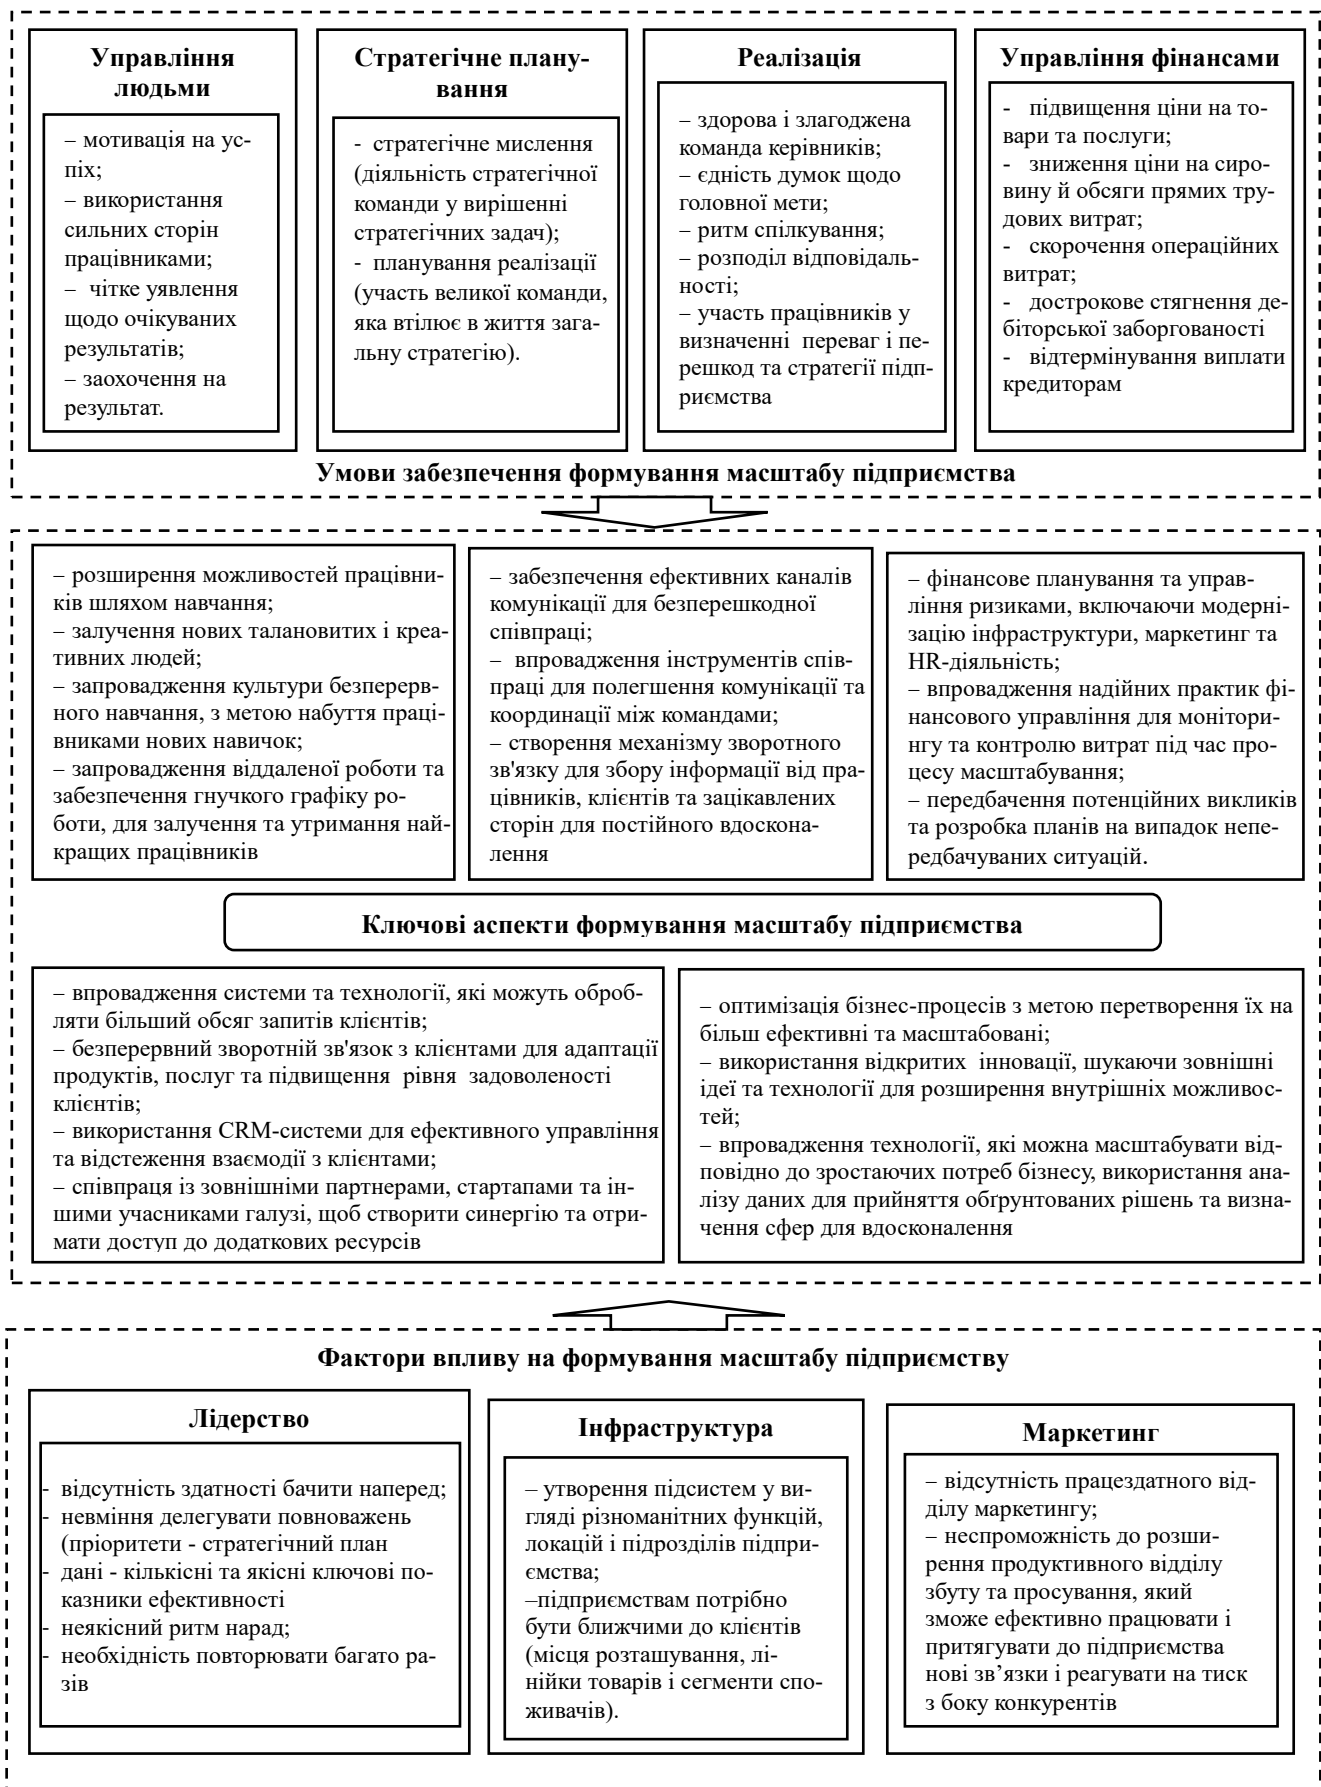 Управління
людьми
– мотивація на ус-
піх;
– використання
сильних сторін
працівниками;
– чітке уявлення
щодо очікуваних
результатів;
– заохочення на
результат.
Стратегічне плану-
вання
- стратегічне мислення
(діяльність стратегічної
команди у вирішенні
стратегічних задач);
- планування реалізації
(участь великої команди,
яка втілює в життя зага-
льну стратегію).
Реалізація
– здорова і злагоджена
команда керівників;
– єдність думок щодо
головної мети;
– ритм спілкування;
– розподіл відповідаль-
ності;
– участь працівників у
визначенні переваг і пе-
решкод та стратегії підп-
риємства
Управління фінансами
- підвищення ціни на то-
вари та послуги;
- зниження ціни на сиро-
вину й обсяги прямих тру-
дових витрат;
- скорочення операційних
витрат;
- дострокове стягнення де-
біторської заборгованості
- відтермінування виплати
кредиторам
Умови забезпечення формування масштабу підприємства
– розширення можливостей працівни-
ків шляхом навчання;
– залучення нових талановитих і креа-
тивних людей;
– запровадження культури безперерв-
ного навчання, з метою набуття праці-
вниками нових навичок;
– запровадження віддаленої роботи та
забезпечення гнучкого графіку ро-
боти, для залучення та утримання най-
кращих працівників
– забезпечення ефективних каналів
комунікації для безперешкодної
співпраці;
– впровадження інструментів спів-
праці для полегшення комунікації та
координації між командами;
– створення механізму зворотного
зв'язку для збору інформації від пра-
цівників, клієнтів та зацікавлених
сторін для постійного вдоскона-
лення
– фінансове планування та управ-
ління ризиками, включаючи модерні-
зацію інфраструктури, маркетинг та
HR-діяльність;
– впровадження надійних практик фі-
нансового управління для моніторин-
нгу та контролю витрат під час про-
цесу масштабування;
– передбачення потенційних викликів
та розробка планів на випадок непе-
редбачуваних ситуацій.
Ключові аспекти формування масштабу підприємства
– впровадження системи та технології, які можуть оброб-
ляти більший обсяг запитів клієнтів;
– безперервний зворотній зв'язок з клієнтами для адаптації
продуктів, послуг та підвищення рівня задоволеності
клієнтів;
– використання CRM-системи для ефективного управління
та відстеження взаємодії з клієнтами;
– співпраця із зовнішніми партнерами, стартапами та ін-
шими учасниками галузі, щоб створити синергію та отри-
мати доступ до додаткових ресурсів
– оптимізація бізнес-процесів з метою перетворення їх на
більш ефективні та масштабовані;
– використання відкритих інновації, шукаючи зовнішні
ідеї та технології для розширення внутрішніх можливос-
тей;
– впровадження технології, які можна масштабувати від-
повідно до зростаючих потреб бізнесу, використання ана-
лізу даних для прийняття обґрунтованих рішень та визна-
чення сфер для вдосконалення
Фактори впливу на формування масштабу підприємству
Лідерство
- відсутність здатності бачити наперед;
- невміння делегувати повноважень
(пріоритети - стратегічний план
- дані - кількісні та якісні ключові по-
казники ефективності
- неякісний ритм нарад;
- необхідність повторювати багато ра-
зів
Інфраструктура
– утворення підсистем у ви-
гляді різноманітних функцій,
локацій і підрозділів підпри-
ємства;
–підприємствам потрібно
бути ближчими до клієнтів
(місця розташування, лі-
нійки товарів і сегменти спо-
живачів).
Маркетинг
– відсутність працездатного від-
ділу маркетингу;
– неспроможність до розши-
рення продуктивного відділу
збуту та просування, який
зможе ефективно працювати і
притягувати до підприємства
нові зв’язки і реагувати на тиск
з боку конкурентів